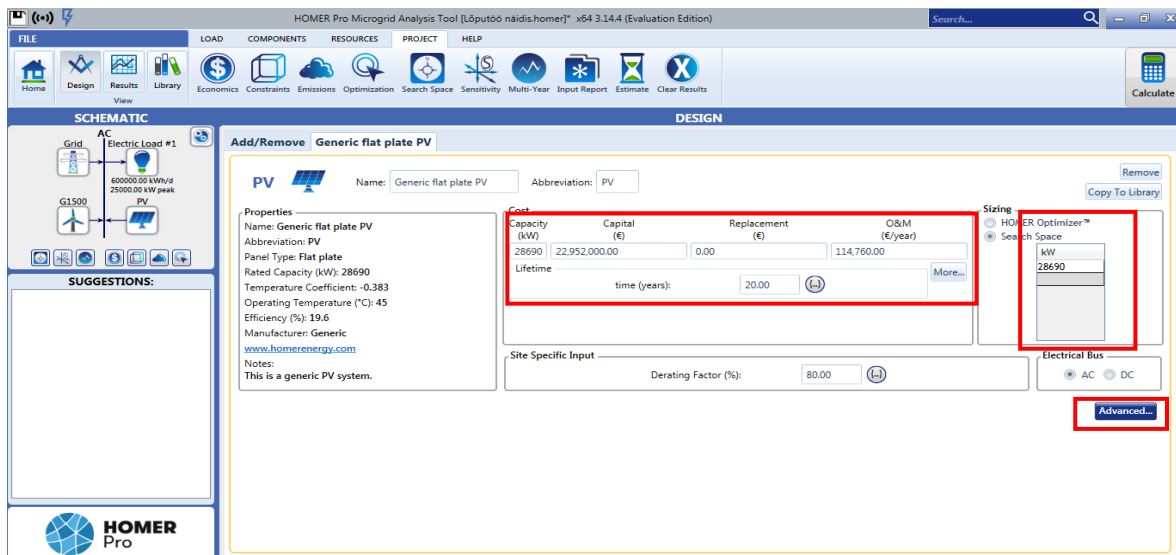 HOMER Pro Microgrid Analysis Tool [Lõputöö näidis.homer]* x64 3.14.4 (Evaluation Edition)
Search...
FILE
LOAD COMPONENTS RESOURCES PROJECT HELP
Home
Design Results Library
View
Economics Constraints Emissions Optimization Search Space Sensitivity Multi-Year Input Report Estimate Clear Results
Calculate
SCHEMATIC
DESIGN
AC
Grid Electric Load #1
600000.00 kWh/d
25000.00 kW peak
G1500 PV
SUGGESTIONS:
HOMER
Pro
Add/Remove Generic flat plate PV
PV
Name: Generic flat plate PV Abbreviation: PV
Remove
Copy To Library
Properties
Name: Generic flat plate PV
Abbreviation: PV
Panel Type: Flat plate
Rated Capacity (kW): 28690
Temperature Coefficient: -0.383
Operating Temperature (°C): 45
Efficiency (%): 19.6
Manufacturer: Generic
www.homerenergy.com
Notes:
This is a generic PV system.
Cost
Capacity Capital Replacement O&M
(kW) (€) (€) (€/year)
28690 22,952,000.00 0.00 114,760.00
Lifetime
time (years): 20.00 {..}
More...
Sizing
HOMER Optimizer™
Search Space
kW
28690
Site Specific Input
Derating Factor (%): 80.00 {..}
Electrical Bus
AC DC
Advanced...